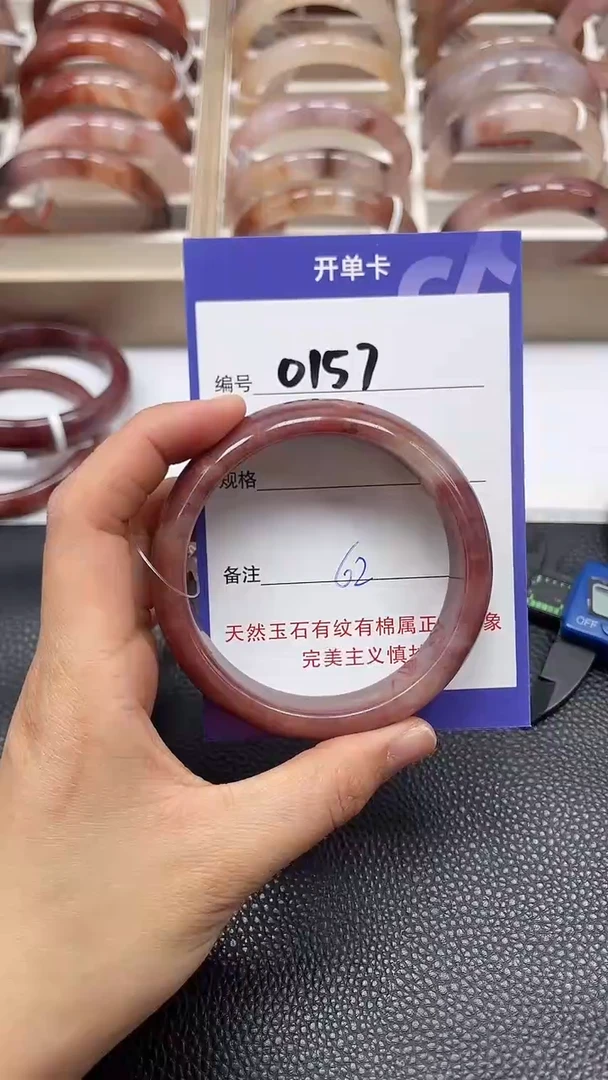 开单卡
编号 0157
规格
备注 62
天然玉石有纹有棉属正 象
完美主义慎
OFF